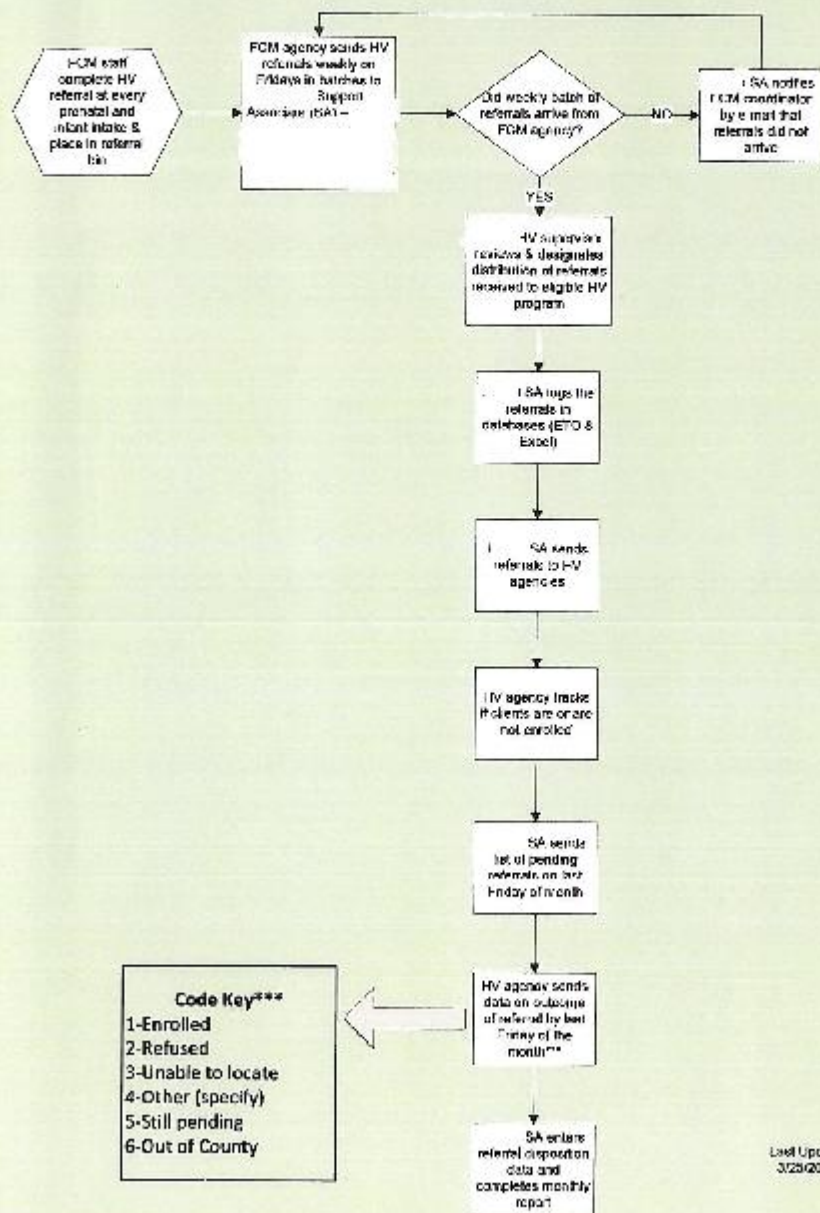 FCM staff
complete HV
referral at every
prenatal and
infant intake &
place in referral
bin
FCM agency sends HV
referrals weekly on
Fridays in batches to
Support
Associate (SA) –
Did weekly batch of
referrals arrive from
FCM agency?
NO
SA notifies
FCM coordinator
by e-mail that
referrals did not
arrive
YES
HV supervisor
reviews & designates
distribution of referrals
received to eligible HV
program
SA logs the
referrals in
databases (ETO &
Excel)
SA sends
referrals to HV
agencies
HV agency tracks
if clients are or are
not enrolled
SA sends
list of pending
referrals on last
Friday of month
HV agency sends
data on outcome
of referral by last
Friday of the
month***
Code Key***
1-Enrolled
2-Refused
3-Unable to locate
4-Other (specify)
5-Still pending
6-Out of County
SA enters
referral disposition
data and
completes monthly
report
Last Upd
3/25/20